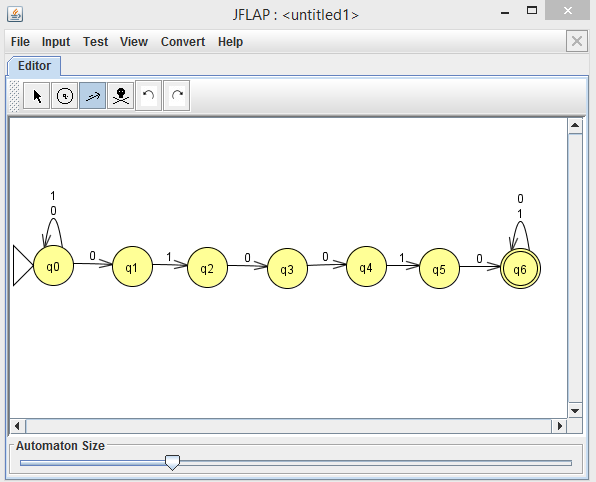 JFLAP : <untitled1>
File Input Test View Convert Help
Editor
1
0
0
1
0 1 0 0 1 0
q0 q1 q2 q3 q4 q5 q6
Automaton Size